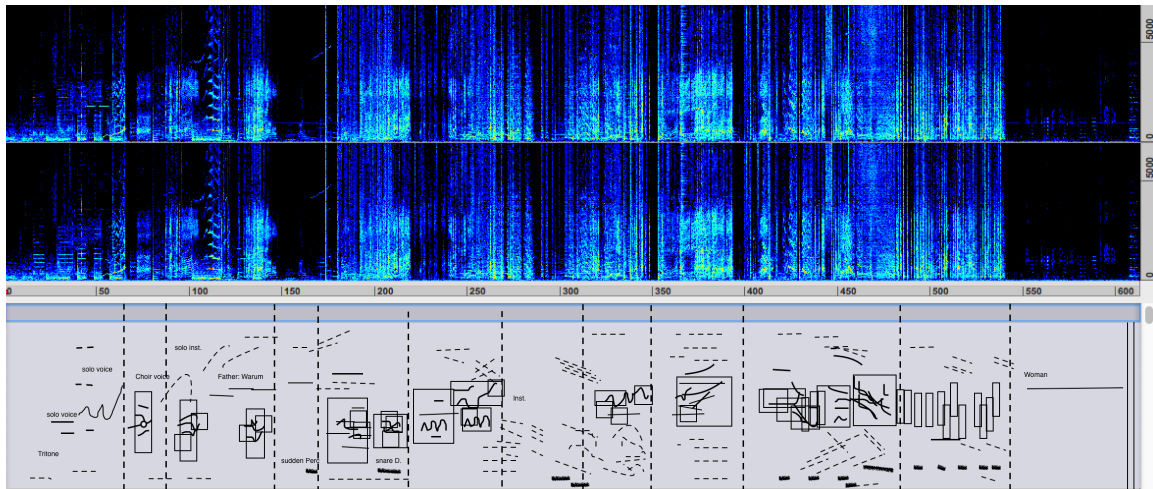 5000
0
5000
0
0 50 100 150 200 250 300 350 400 450 500 550 600
solo inst.
solo voice
Choir voice
Father: Warum
Woman
Inst.
solo voice
Tritone
sudden Perc.
snare D.